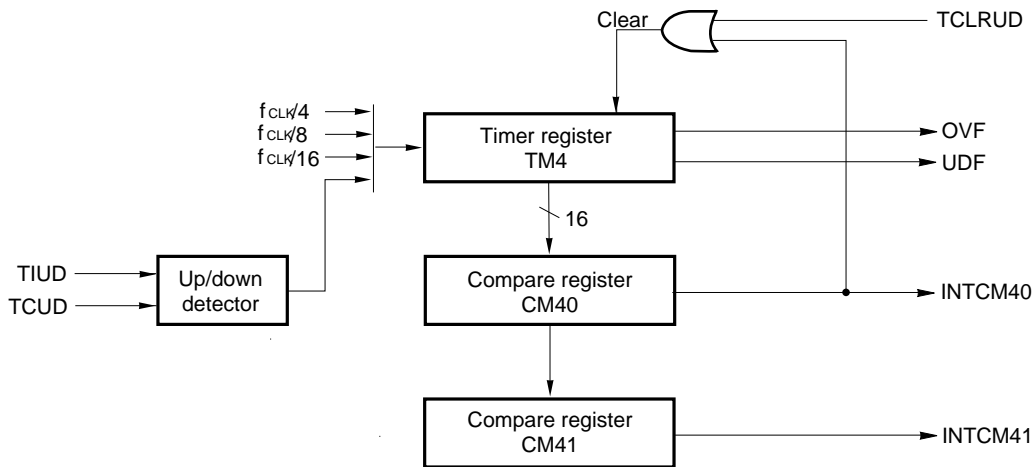 Clear
TCLRUD
fCLK/4
fCLK/8
fCLK/16
Timer register
TM4
OVF
UDF
16
TIUD
TCUD
Up/down
detector
Compare register
CM40
INTCM40
Compare register
CM41
INTCM41